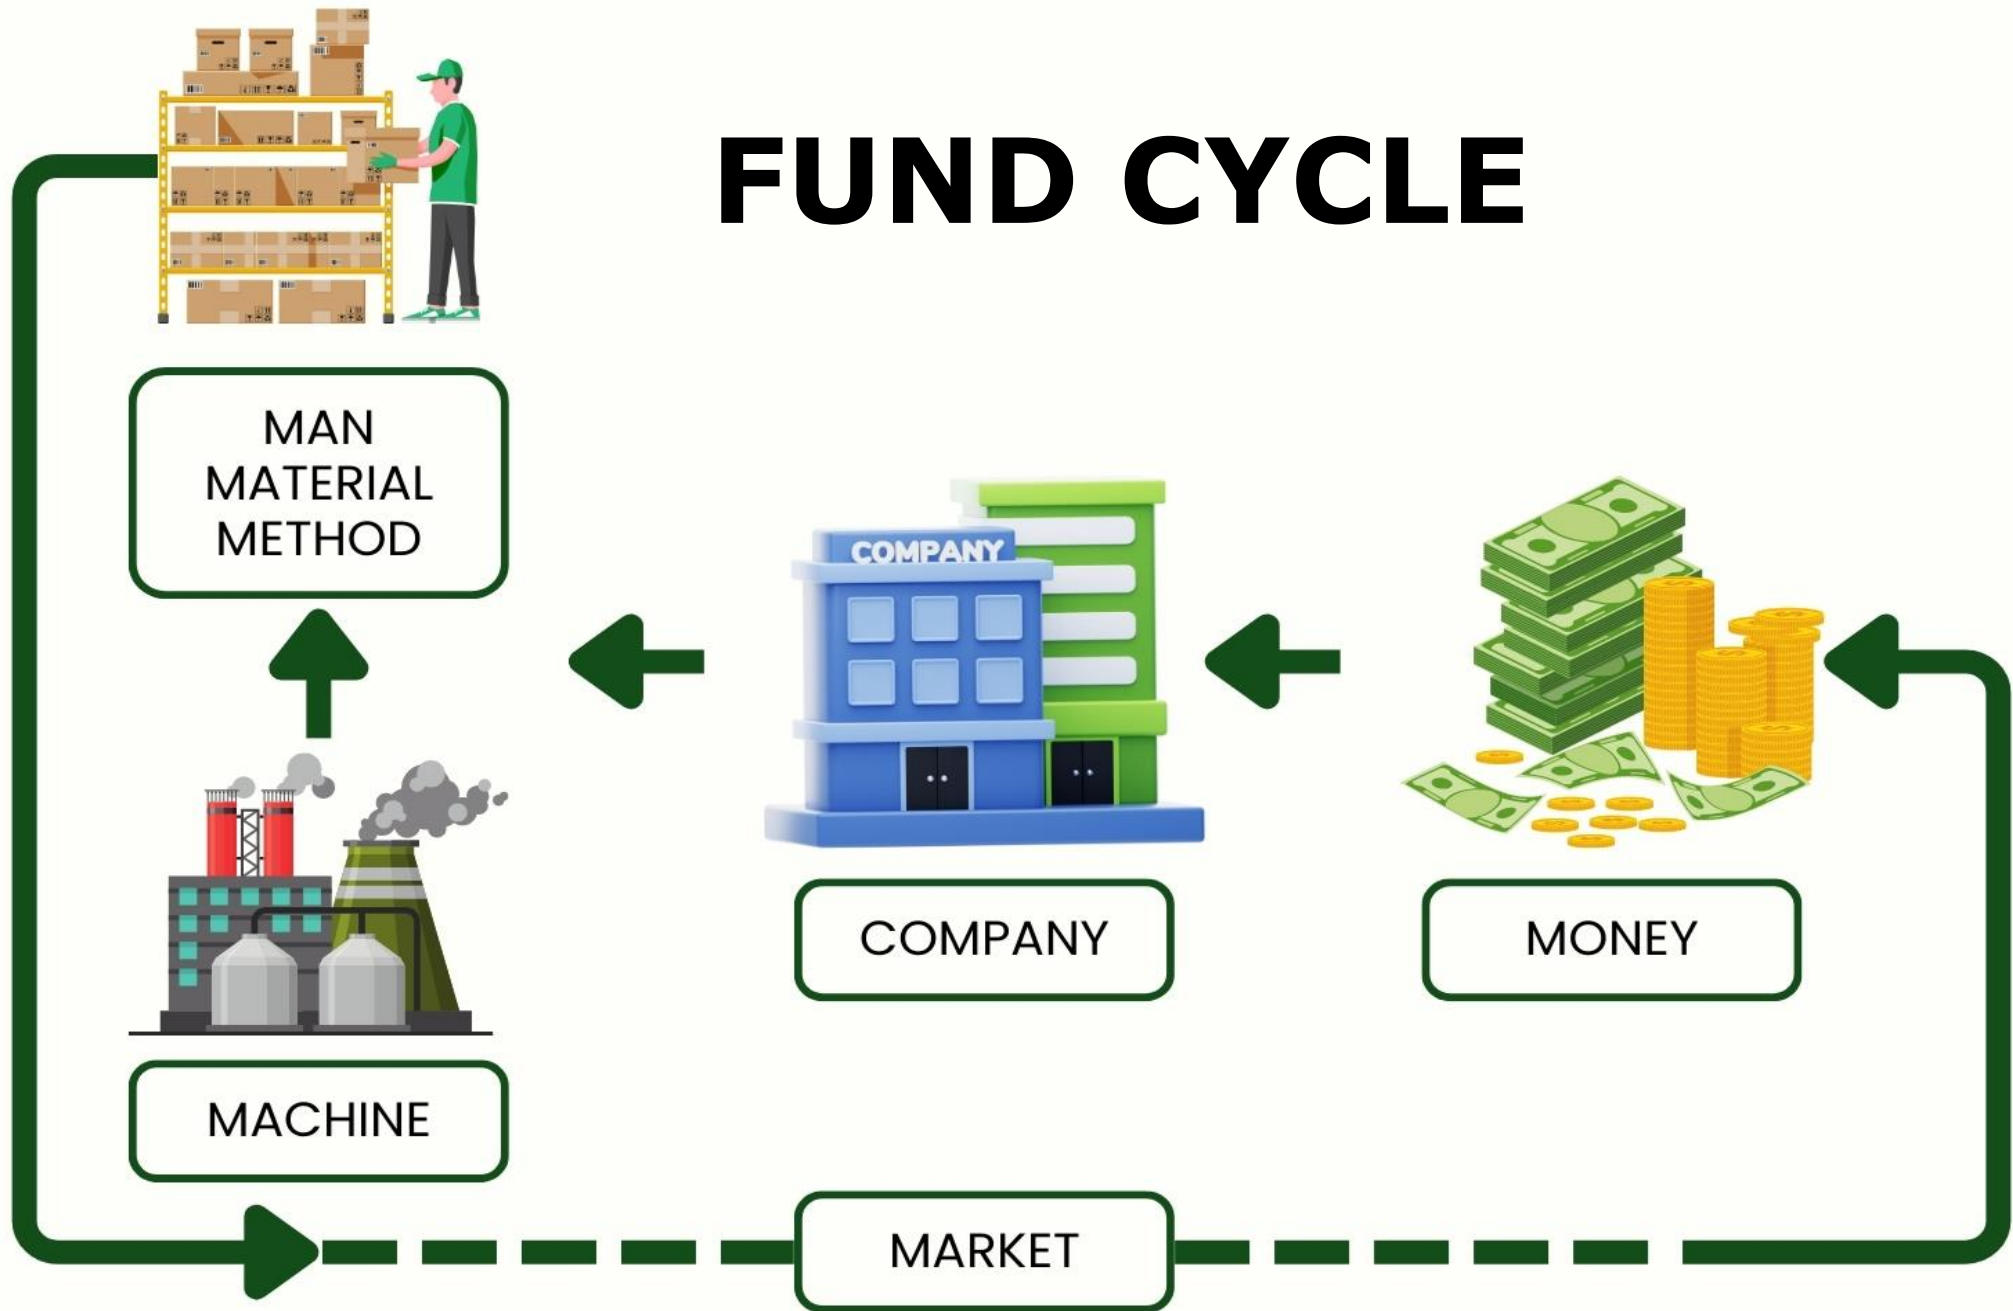 FUND CYCLE
MAN
MATERIAL
METHOD
COMPANY
COMPANY
MONEY
MACHINE
MARKET